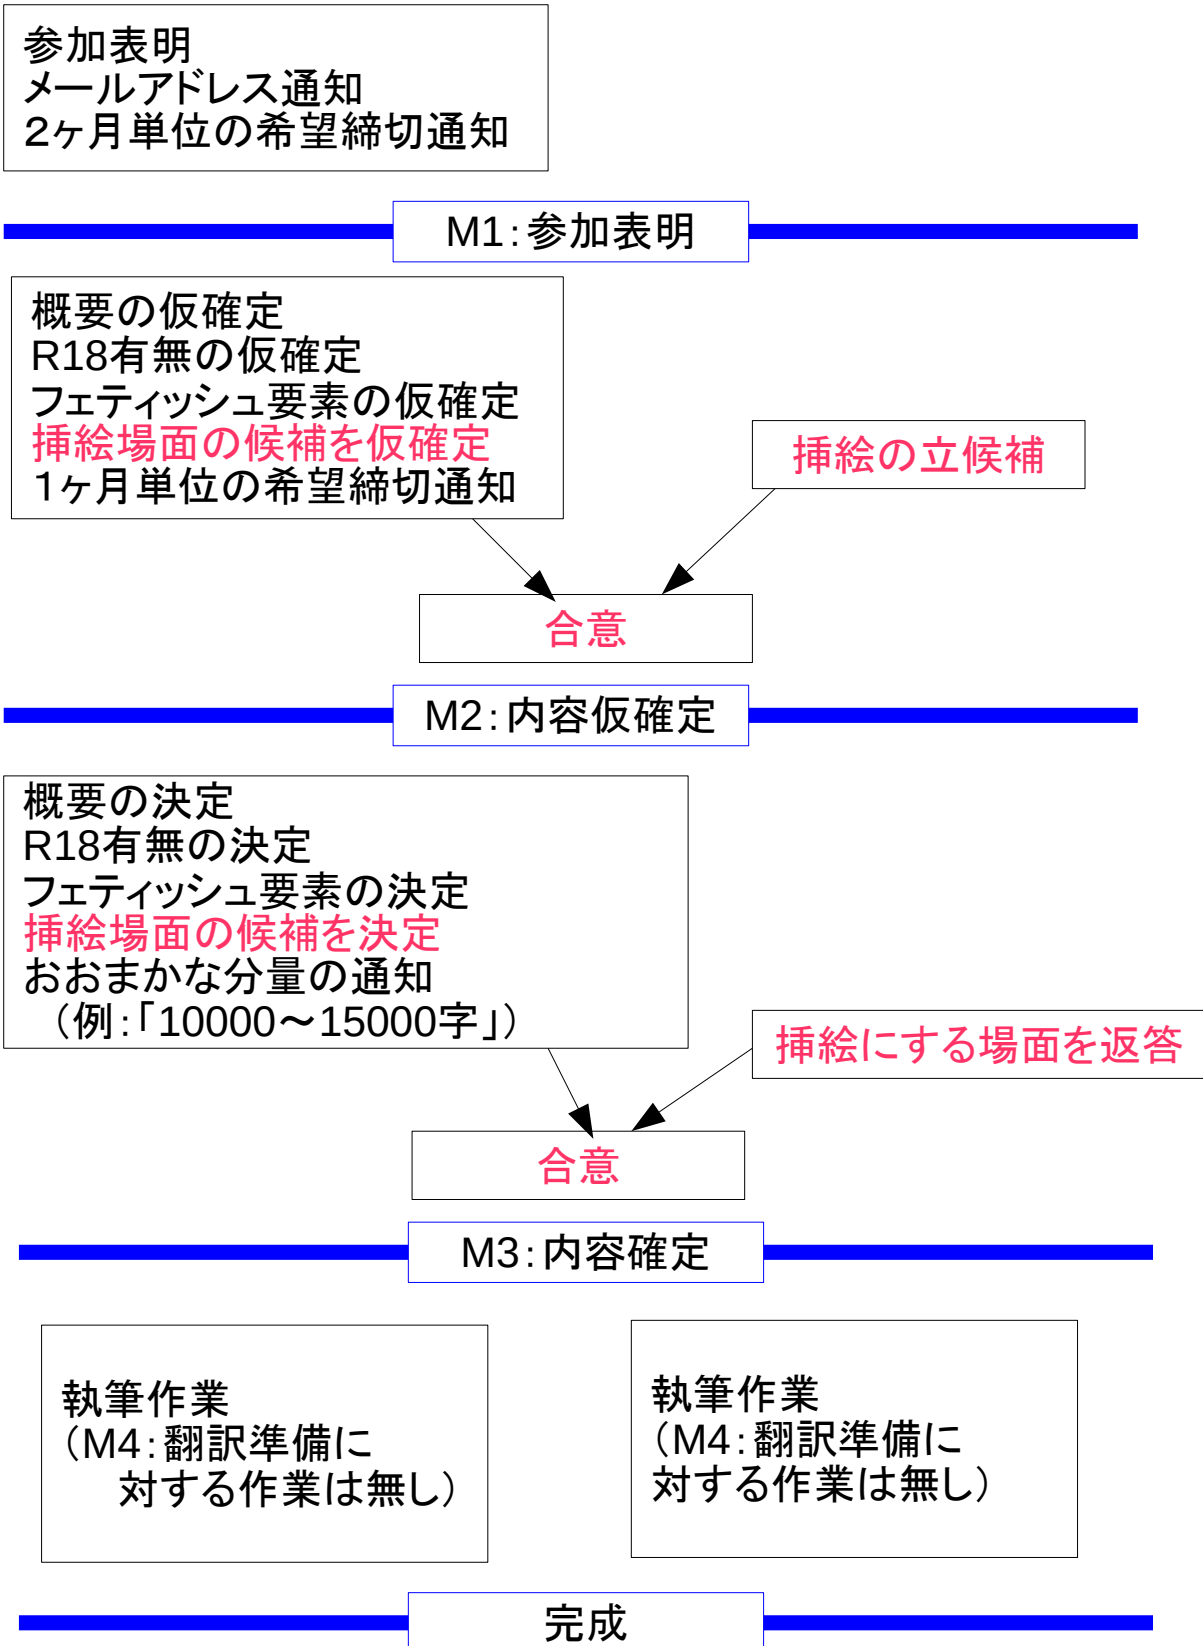 参加表明
メールアドレス通知
２ヶ月単位の希望締切通知
M1：参加表明
概要の仮確定
R18有無の仮確定
フェティッシュ要素の仮確定
挿絵場面の候補を仮確定
１ヶ月単位の希望締切通知
挿絵の立候補
合意
M2：内容仮確定
概要の決定
R18有無の決定
フェティッシュ要素の決定
挿絵場面の候補を決定
おおまかな分量の通知
（例：「10000～15000字」）
挿絵にする場面を返答
合意
M3：内容確定
執筆作業
（M4：翻訳準備に
対する作業は無し）
執筆作業
（M4：翻訳準備に
対する作業は無し）
完成